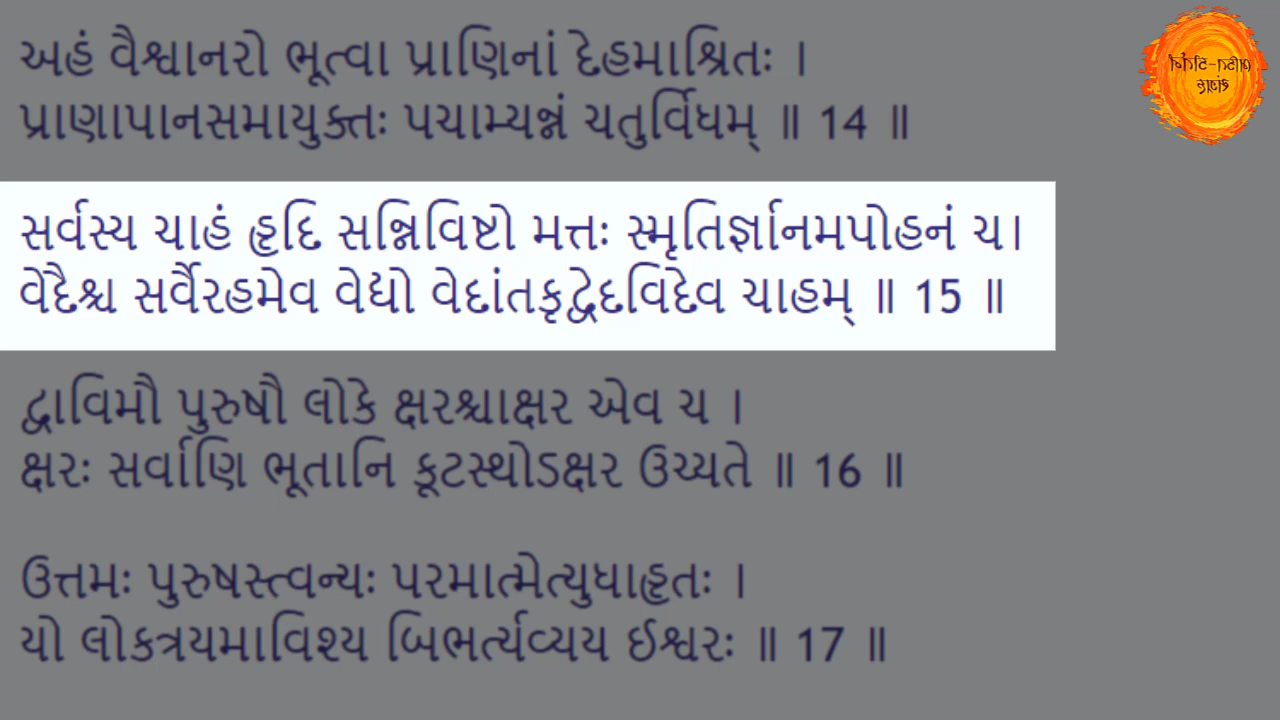 અહં વૈશ્વાનરો ભૂત્વા પ્રાણિનાં દેહમાશ્રિતઃ ।
પ્રાણાપાનસમાયુક્તઃ પચામ્યન્નં ચતુર્વિધમ્ ॥ 14 ॥
સર્વસ્ય ચાહં હૃદિ સન્નિવિષ્ટો મત્તઃ સ્મૃતિર્જ્ઞાનમપોહનં ચ।
વેદૈશ્ચ સર્વૈરહમેવ વેદ્યો વેદાંતકૃદ્વેદવિદેવ ચાહમ્ ॥ 15 ॥
દ્વાવિમૌ પુરુષૌ લોકે ક્ષરશ્ચાક્ષર એવ ચ ।
ક્ષરઃ સર્વાણિ ભૂતાનિ કૂટસ્થોઽક્ષર ઉચ્યતે ॥ 16 ॥
ઉત્તમઃ પુરુષસ્ત્વન્યઃ પરમાત્મેત્યુધાહૃતઃ ।
યો લોકત્રયમાવિશ્ય બિભર્ત્યવ્યય ઈશ્વરઃ ॥ 17 ॥